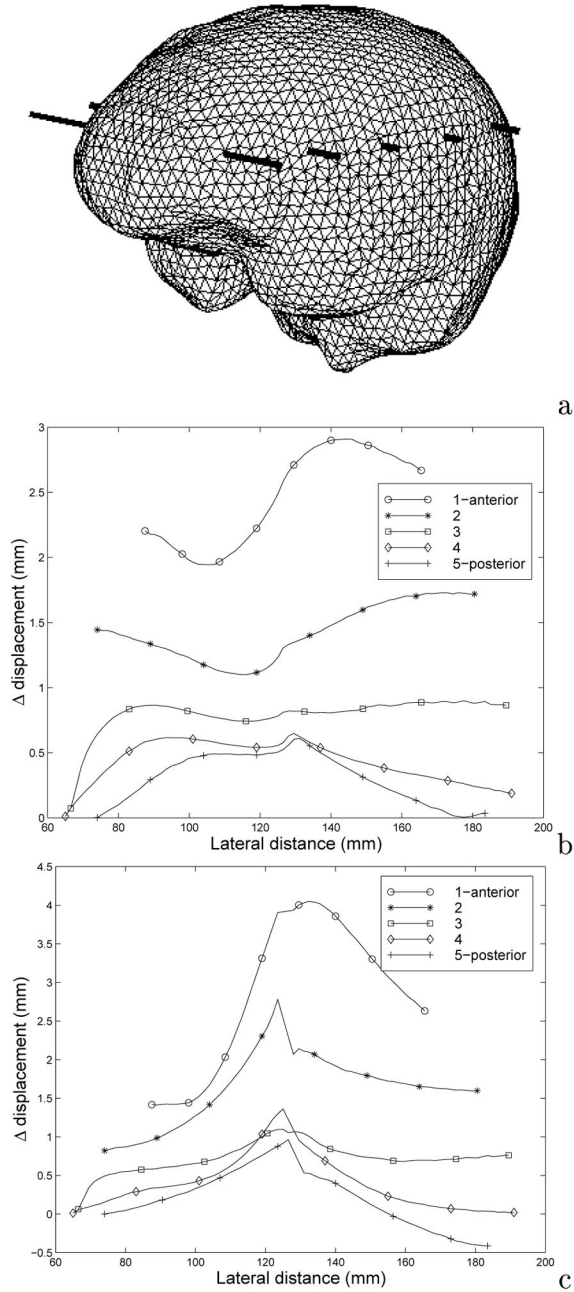 a
3
2.5
2
1.5
1
0.5
0
60 80 100 120 140 160 180 200
Δ displacement (mm)
Lateral distance (mm)
1−anterior
2
3
4
5−posterior
b
4.5
4
3.5
3
2.5
2
1.5
1
0.5
0
−0.5
60 80 100 120 140 160 180 200
Δ displacement (mm)
Lateral distance (mm)
1−anterior
2
3
4
5−posterior
c